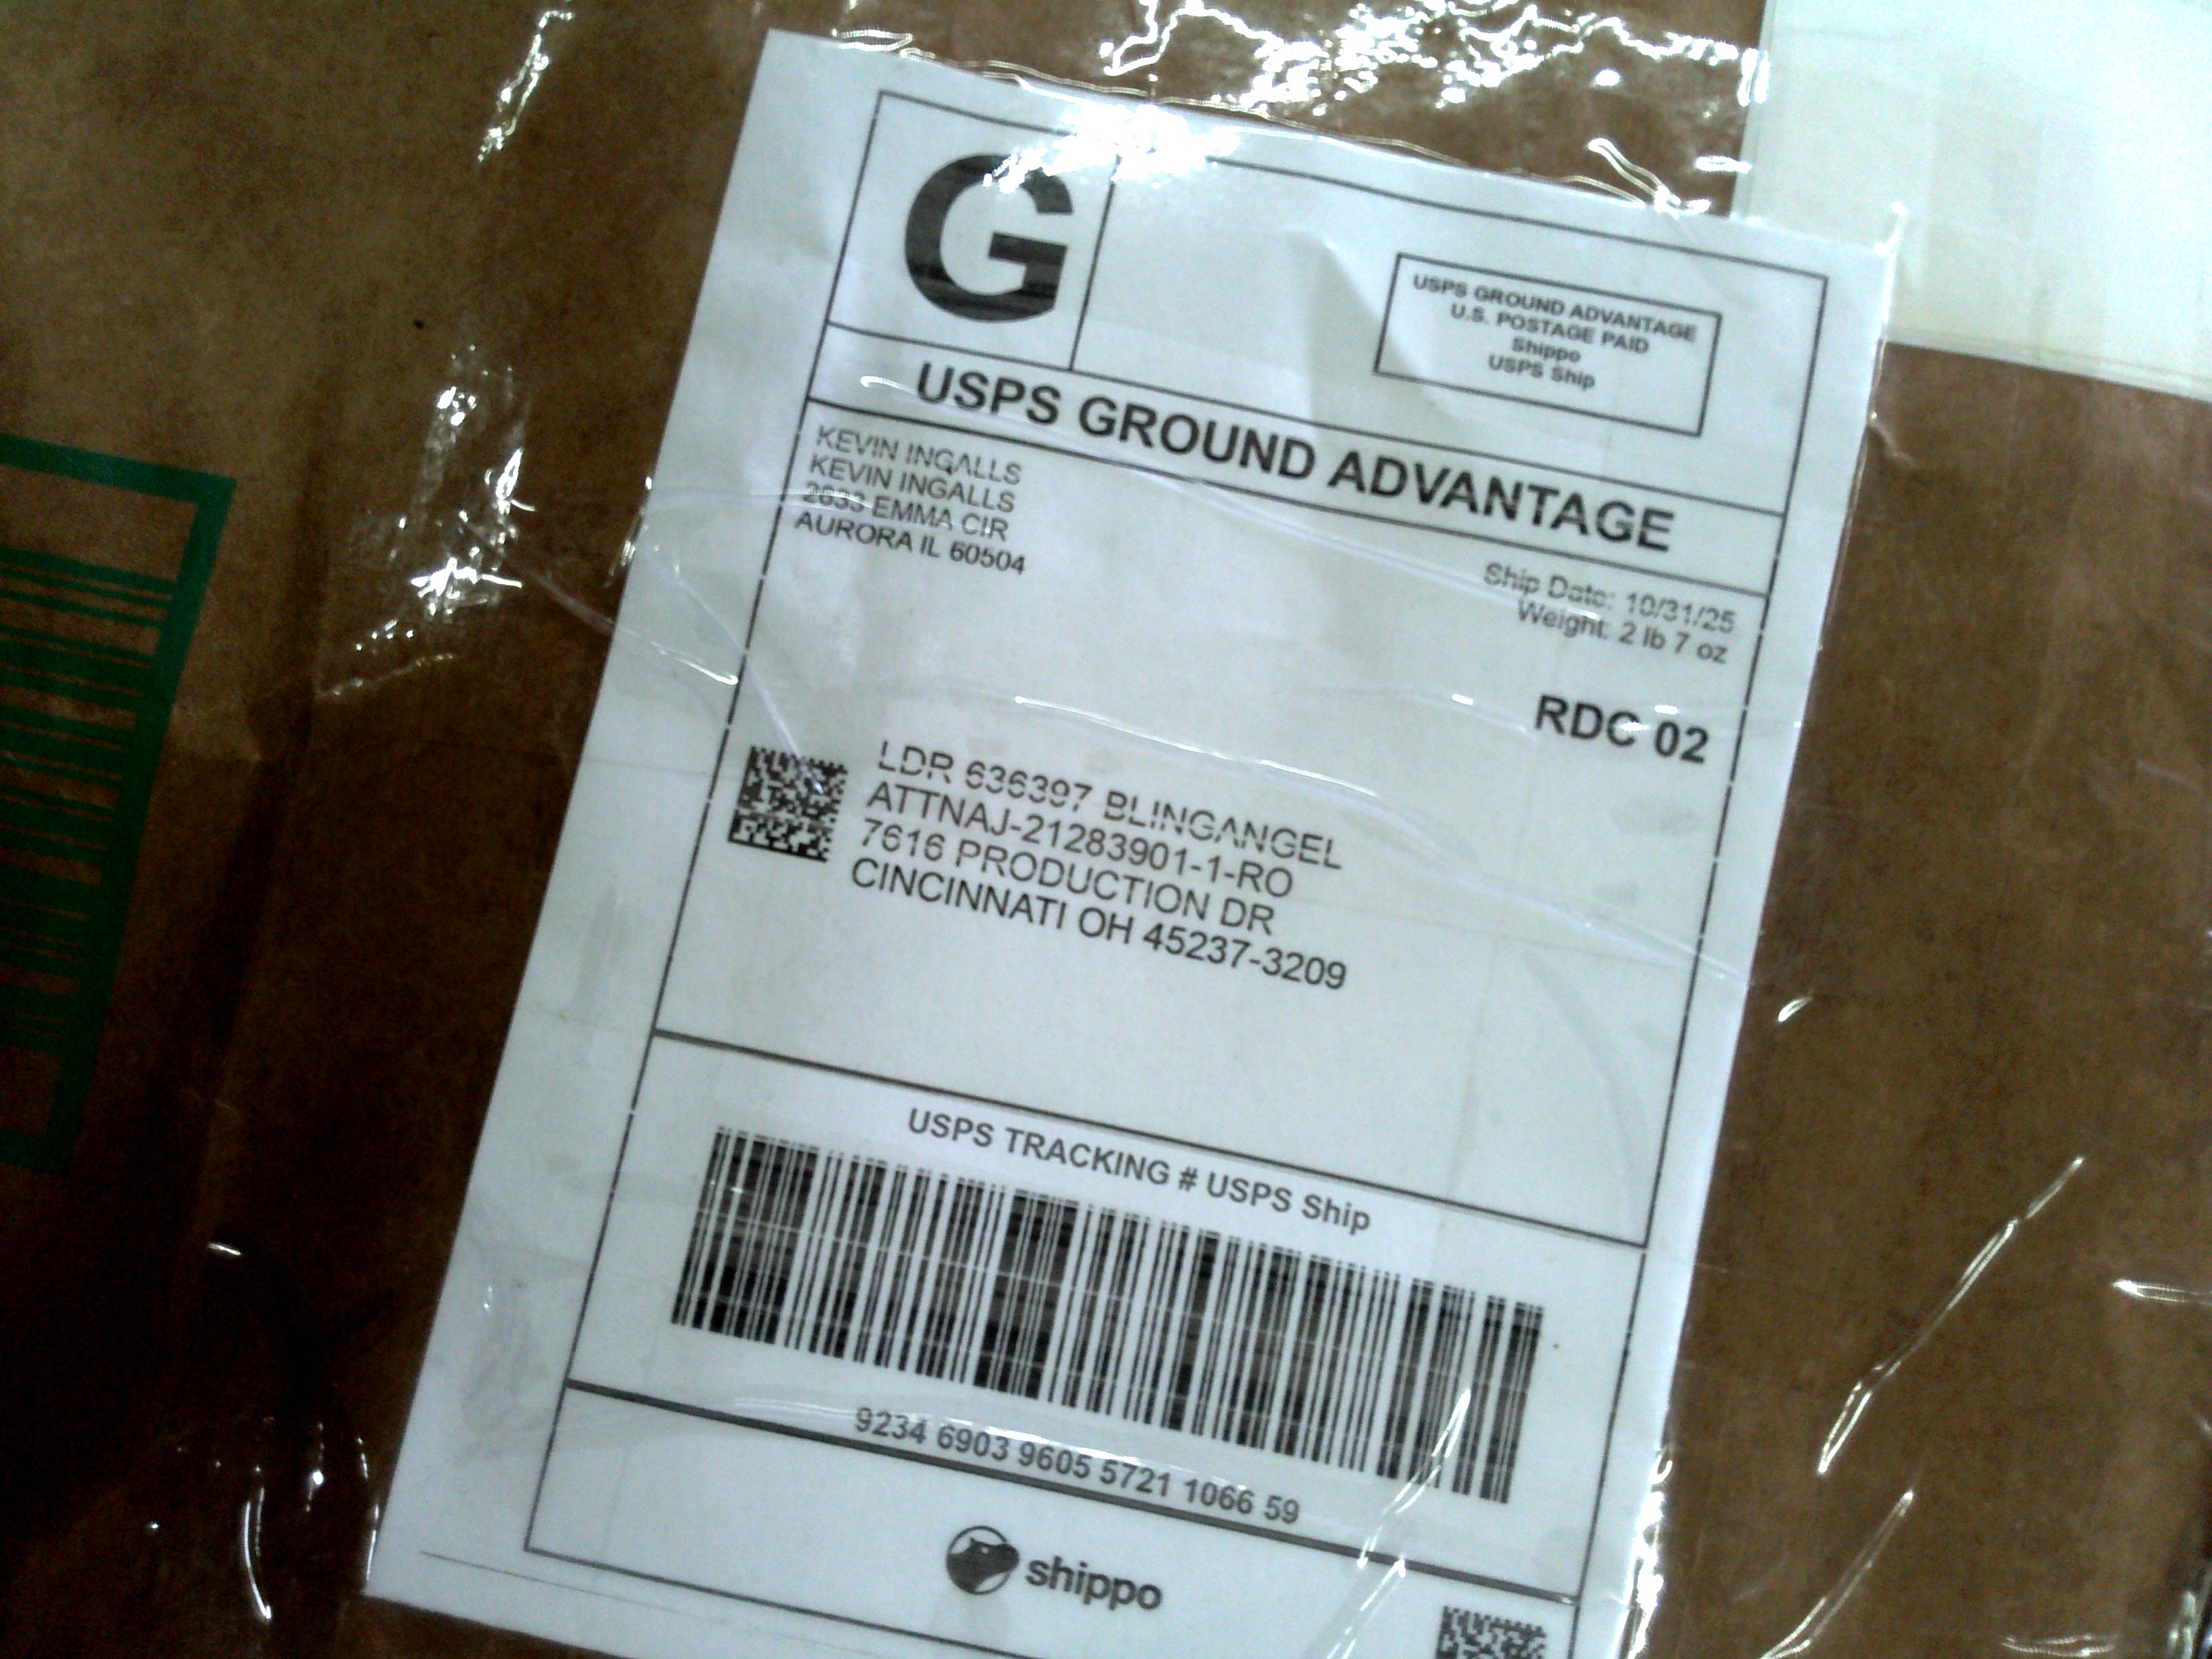 G
USPS GROUND ADVANTAGE
U.S. POSTAGE PAID
Shippo
USPS Ship
USPS GROUND ADVANTAGE
KEVIN INGALLS
KEVIN INGALLS
2633 EMMA CIR
AURORA IL 60504
Ship Date: 10/31/25
Weight: 2 lb 7 oz
RDC 02
LDR 636397 BLINGANGEL
ATTNAJ-21283901-1-RO
7616 PRODUCTION DR
CINCINNATI OH 45237-3209
USPS TRACKING # USPS Ship
9234 6903 9605 5721 1066 59
shippo